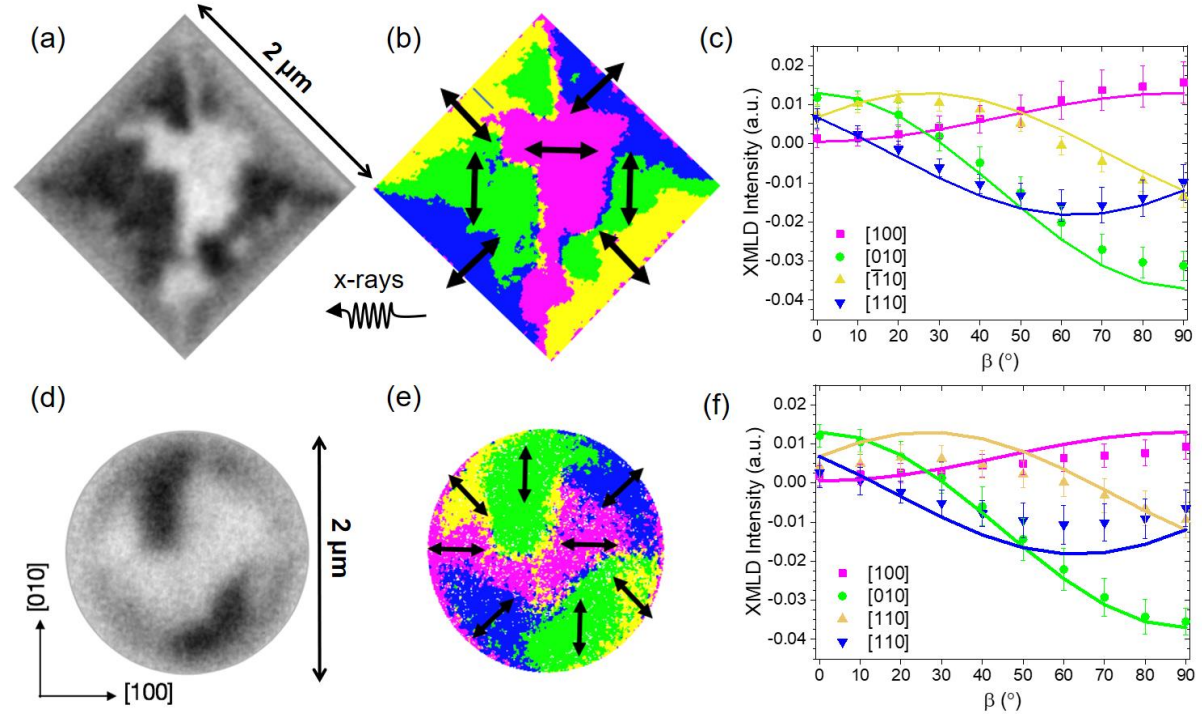 (a)
2 μm
(b)
x-rays
(c)
XMLD Intensity (a.u.)
0.02
0.01
0.00
-0.01
-0.02
-0.03
-0.04
[100]
[010]
[1̅10]
[110]
0 10 20 30 40 50 60 70 80 90
β (°)
(d)
2 μm
[010]
[100]
(e)
(f)
XMLD Intensity (a.u.)
0.02
0.01
0.00
-0.01
-0.02
-0.03
-0.04
[100]
[010]
[110]
[110]
0 10 20 30 40 50 60 70 80 90
β (°)